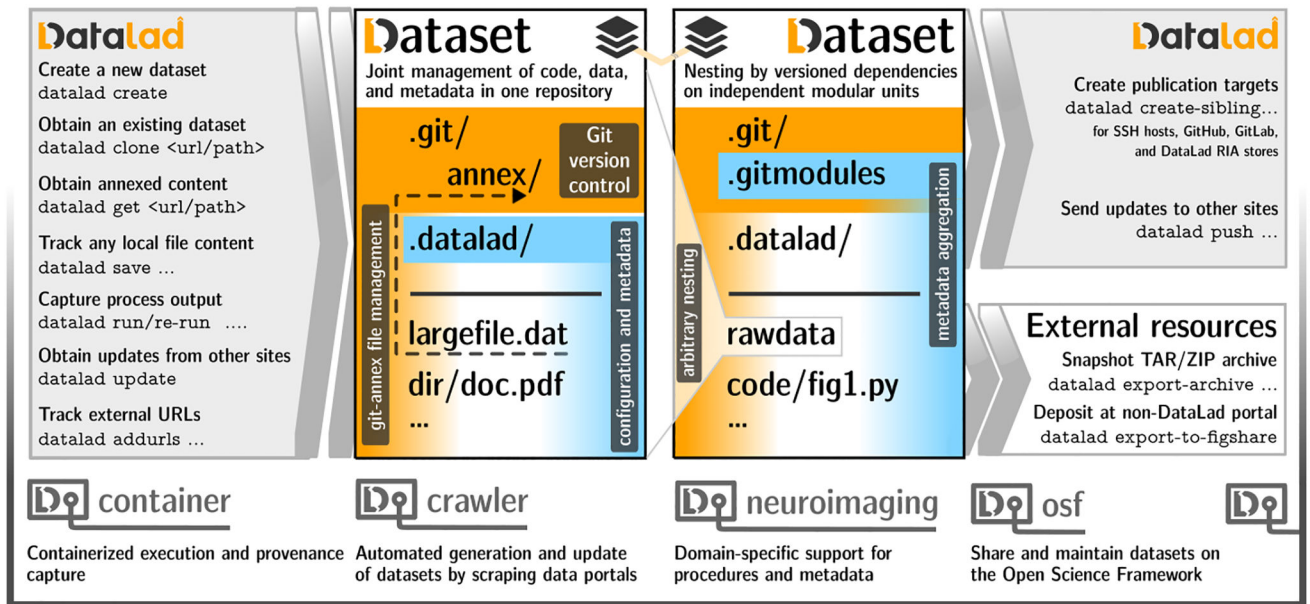 Datalad
Create a new dataset
datalad create
Obtain an existing dataset
datalad clone <url/path>
Obtain annexed content
datalad get <url/path>
Track any local file content
datalad save ...
Capture process output
datalad run/re-run ....
Obtain updates from other sites
datalad update
Track external URLs
datalad addurls ...
Dataset
Joint management of code, data,
and metadata in one repository
.git/
annex/
Git
version
control
.datalad/
largefile.dat
dir/doc.pdf
...
git-annex file management
configuration and metadata
Dataset
Nesting by versioned dependencies
on independent modular units
.git/
.gitmodules
.datalad/
rawdata
code/fig1.py
...
arbitrary nesting
metadata aggregation
Datalad
Create publication targets
datalad create-sibling...
for SSH hosts, GitHub, GitLab,
and DataLad RIA stores
Send updates to other sites
datalad push ...
External resources
Snapshot TAR/ZIP archive
datalad export-archive ...
Deposit at non-DataLad portal
datalad export-to-figshare
container
Containerized execution and provenance
capture
crawler
Automated generation and update
of datasets by scraping data portals
neuroimaging
Domain-specific support for
procedures and metadata
osf
Share and maintain datasets on
the Open Science Framework